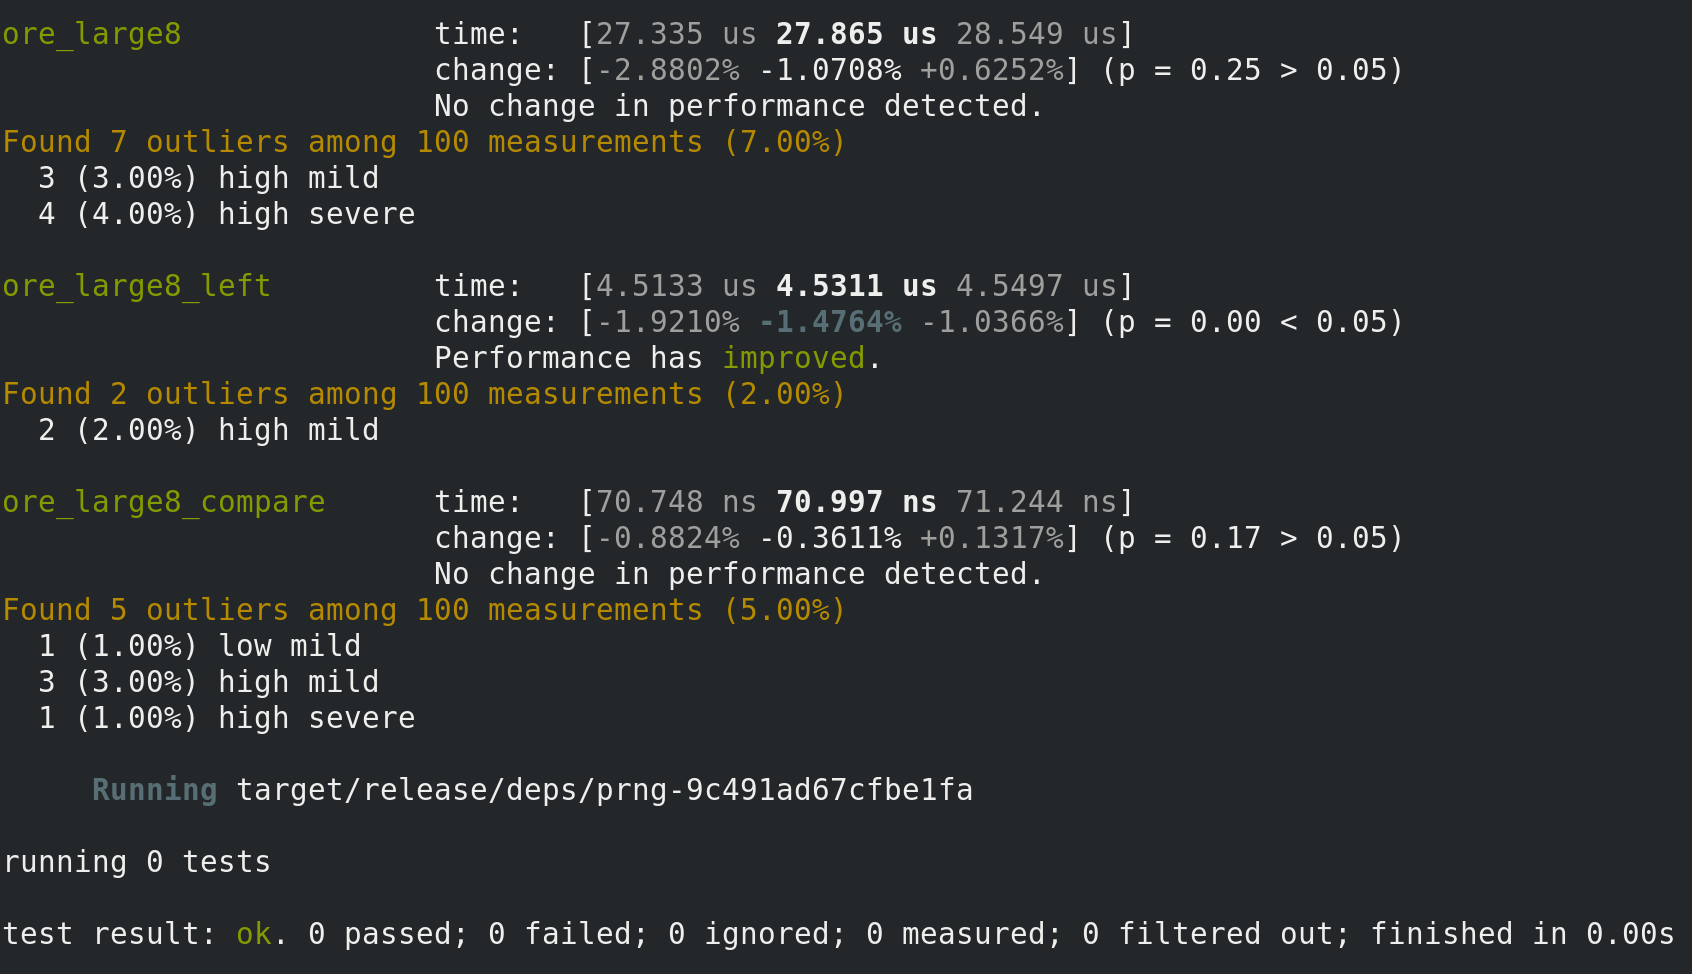 ore_large8              time:   [27.335 us 27.865 us 28.549 us]
                        change: [-2.8802% -1.0708% +0.6252%] (p = 0.25 > 0.05)
                        No change in performance detected.
Found 7 outliers among 100 measurements (7.00%)
  3 (3.00%) high mild
  4 (4.00%) high severe

ore_large8_left         time:   [4.5133 us 4.5311 us 4.5497 us]
                        change: [-1.9210% -1.4764% -1.0366%] (p = 0.00 < 0.05)
                        Performance has improved.
Found 2 outliers among 100 measurements (2.00%)
  2 (2.00%) high mild

ore_large8_compare      time:   [70.748 ns 70.997 ns 71.244 ns]
                        change: [-0.8824% -0.3611% +0.1317%] (p = 0.17 > 0.05)
                        No change in performance detected.
Found 5 outliers among 100 measurements (5.00%)
  1 (1.00%) low mild
  3 (3.00%) high mild
  1 (1.00%) high severe

     Running target/release/deps/prng-9c491ad67cfbe1fa

running 0 tests

test result: ok. 0 passed; 0 failed; 0 ignored; 0 measured; 0 filtered out; finished in 0.00s